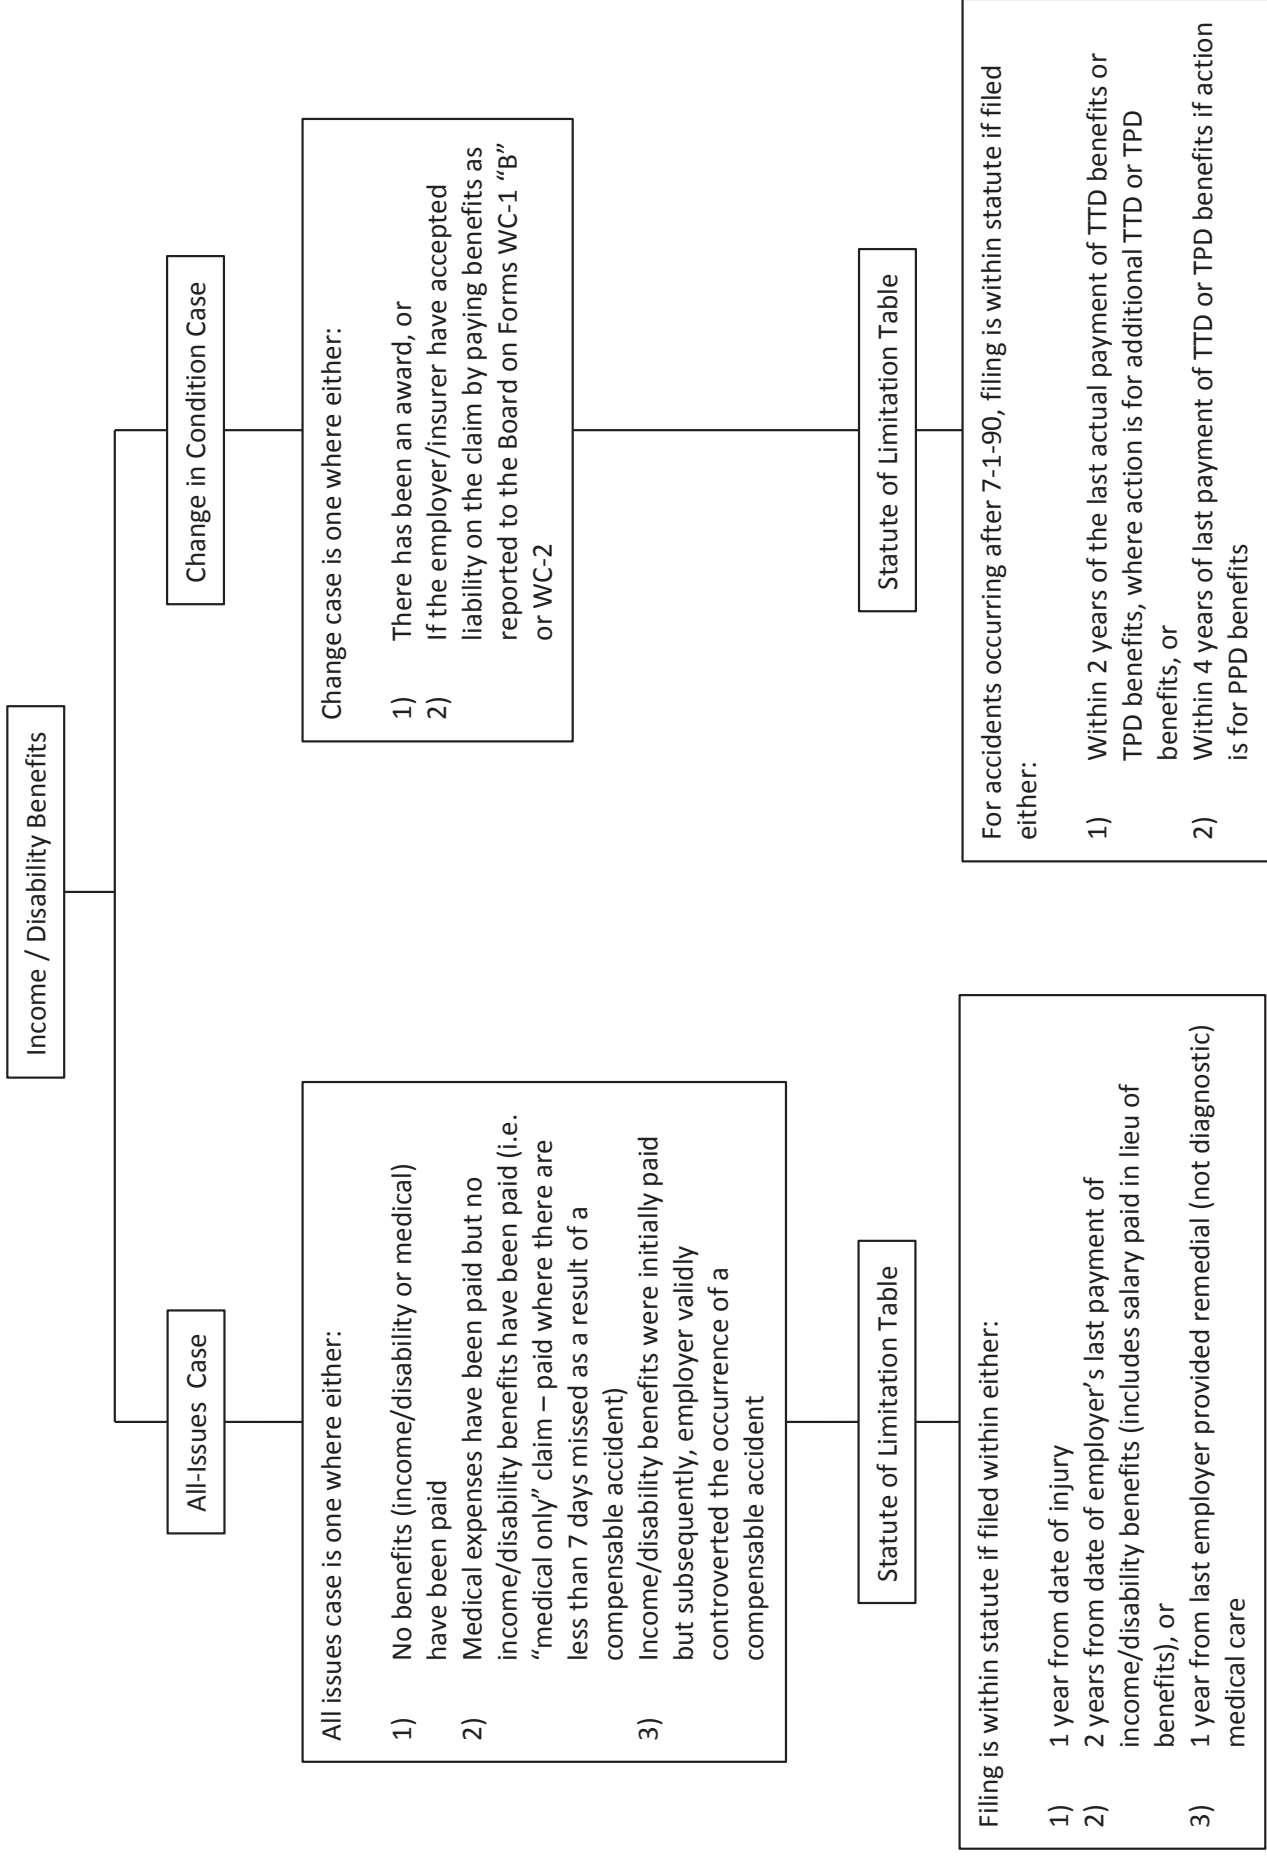 Income / Disability Benefits
All-Issues Case
All issues case is one where either:
1) No benefits (income/disability or medical)
have been paid
2) Medical expenses have been paid but no
income/disability benefits have been paid (i.e.
“medical only” claim – paid where there are
less than 7 days missed as a result of a
compensable accident)
3) Income/disability benefits were initially paid
but subsequently, employer validly
controverted the occurrence of a
compensable accident
Statute of Limitation Table
Filing is within statute if filed within either:
1) 1 year from date of injury
2) 2 years from date of employer’s last payment of
income/disability benefits (includes salary paid in lieu of
benefits), or
3) 1 year from last employer provided remedial (not diagnostic)
medical care
Change in Condition Case
Change case is one where either:
1) There has been an award, or
2) If the employer/insurer have accepted
liability on the claim by paying benefits as
reported to the Board on Forms WC-1 “B”
or WC-2
Statute of Limitation Table
For accidents occurring after 7-1-90, filing is within statute if filed
either:
1) Within 2 years of the last actual payment of TTD benefits or
TPD benefits, where action is for additional TTD or TPD
benefits, or
2) Within 4 years of last payment of TTD or TPD benefits if action
is for PPD benefits